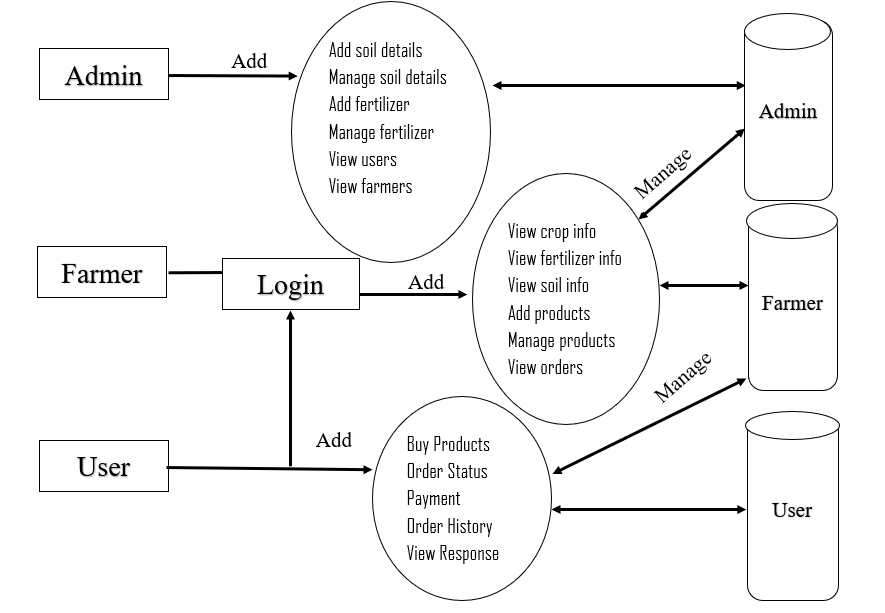 Admin
Add
Add soil details
Manage soil details
Add fertilizer
Manage fertilizer
View users
View farmers
Admin
Manage
Farmer
Login
Add
View crop info
View fertilizer info
View soil info
Add products
Manage products
View orders
Farmer
Manage
User
Add
Buy Products
Order Status
Payment
Order History
View Response
User